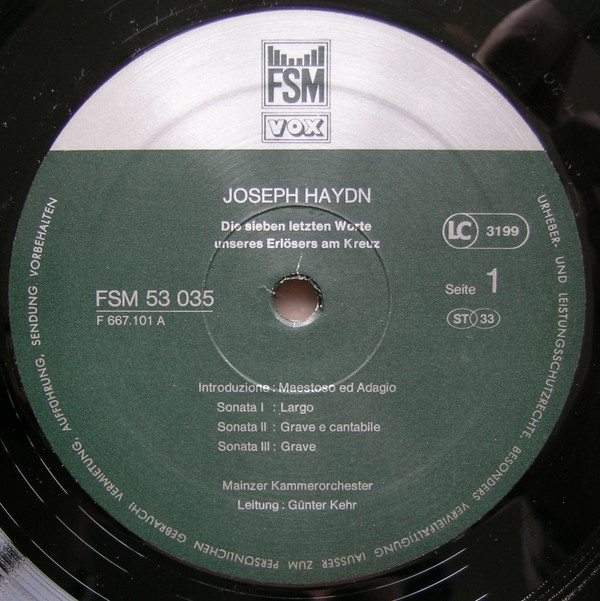 FSM
VOX
JOSEPH HAYDN
Die sieben letzten Worte
unseres Erlösers am Kreuz
LC 3199
FSM 53 035
F 667.101 A
Seite 1
ST 33
Introduzione : Maestoso ed Adagio
Sonata I : Largo
Sonata II : Grave e cantabile
Sonata III : Grave
Mainzer Kammerorchester
Leitung : Günter Kehr
URHEBER- UND LEISTUNGSSCHUTZRECHTE, BESONDERS VERVIELFÄLTIGUNG (AUSSER ZUM PERSÖNLICHEN GEBRAUCH) VERMIETUNG, AUFFÜHRUNG, SENDUNG VORBEHALTEN